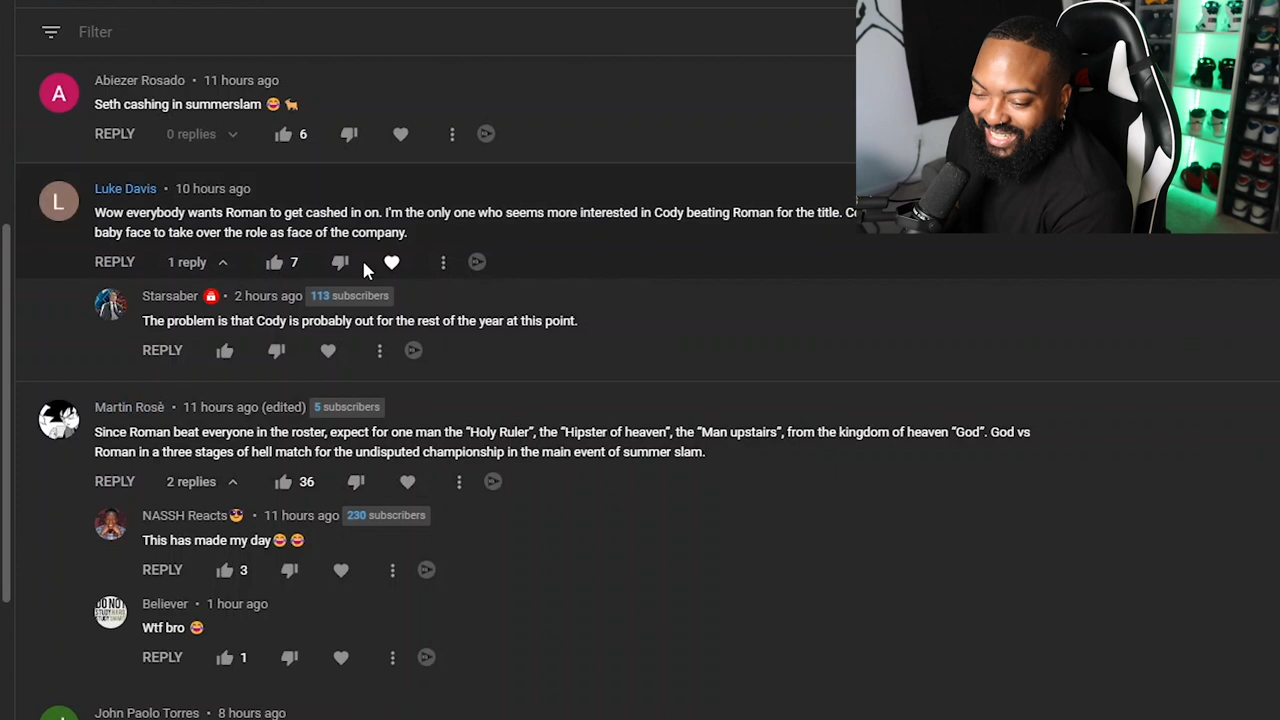 Filter
Abiezer Rosado • 11 hours ago
Seth cashing in summerslam 😂 🐐
REPLY 0 replies 6
Luke Davis • 10 hours ago
Wow everybody wants Roman to get cashed in on. I'm the only one who seems more interested in Cody beating Roman for the title.
baby face to take over the role as face of the company.
REPLY 1 reply 7
Starsaber • 2 hours ago 113 subscribers
The problem is that Cody is probably out for the rest of the year at this point.
REPLY
Martin Rosè • 11 hours ago (edited) 5 subscribers
Since Roman beat everyone in the roster, expect for one man the “Holy Ruler”, the “Hipster of heaven”, the “Man upstairs”, from the kingdom of heaven “God”. God vs
Roman in a three stages of hell match for the undisputed championship in the main event of summer slam.
REPLY 2 replies 36
NASSH Reacts😎 • 11 hours ago 230 subscribers
This has made my day😂 😂
REPLY 3
Believer • 1 hour ago
Wtf bro 😂
REPLY 1
John Paolo Torres • 8 hours ago